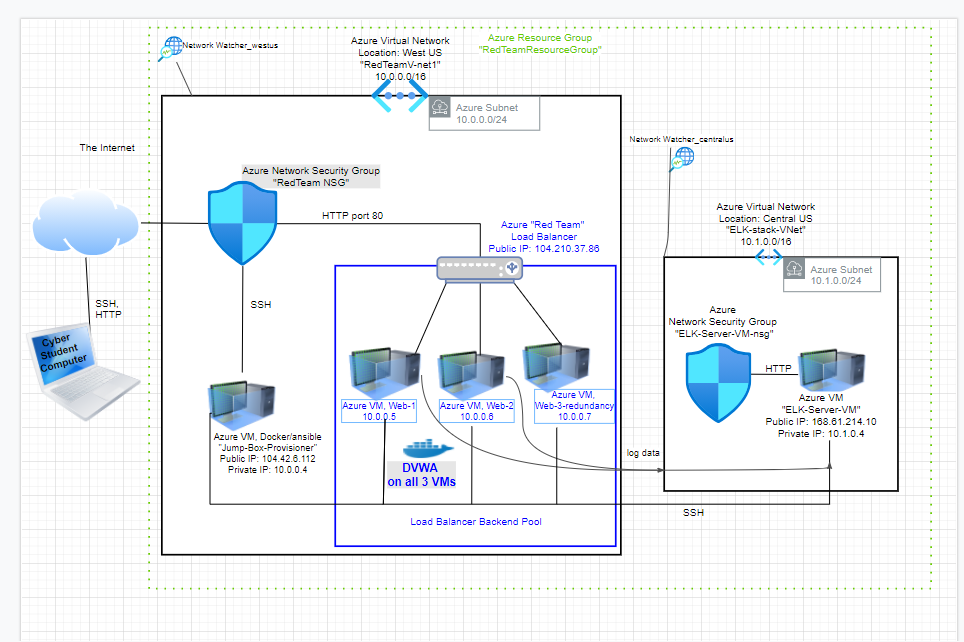 Network Watcher_westus
Azure Virtual Network
Location: West US
"RedTeamV-net1"
10.0.0.0/16
Azure Resource Group
"RedTeamResourceGroup"
Azure Subnet
10.0.0.0/24
The Internet
Azure Network Security Group
"RedTeam NSG"
HTTP port 80
Azure "Red Team"
Load Balancer
Public IP: 104.210.37.86
Network Watcher_centralus
Azure Virtual Network
Location: Central US
"ELK-stack-VNet"
10.1.0.0/16
Azure Subnet
10.1.0.0/24
SSH,
HTTP
SSH
Cyber
Student
Computer
Azure
Network Security Group
"ELK-Server-VM-nsg"
HTTP
Azure VM
"ELK-Server-VM"
Public IP: 168.61.214.10
Private IP: 10.1.0.4
Azure VM, Web-1
10.0.0.5
Azure VM, Web-2
10.0.0.6
Azure VM,
Web-3-redundancy
10.0.0.7
Azure VM, Docker/ansible
"Jump-Box-Provisioner"
Public IP: 104.42.6.112
Private IP: 10.0.0.4
DVWA
on all 3 VMs
log data
SSH
Load Balancer Backend Pool